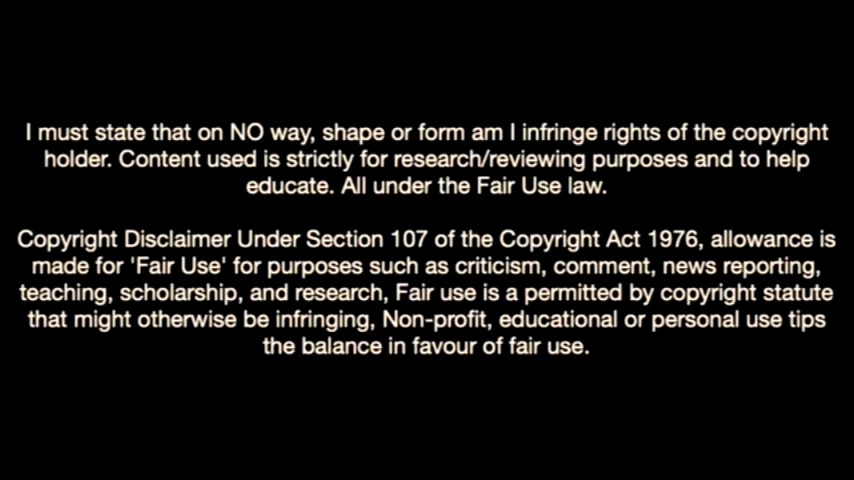 I must state that on NO way, shape or form am I infringe rights of the copyright
holder. Content used is strictly for research/reviewing purposes and to help
educate. All under the Fair Use law.
Copyright Disclaimer Under Section 107 of the Copyright Act 1976, allowance is
made for 'Fair Use' for purposes such as criticism, comment, news reporting,
teaching, scholarship, and research, Fair use is a permitted by copyright statute
that might otherwise be infringing, Non-profit, educational or personal use tips
the balance in favour of fair use.